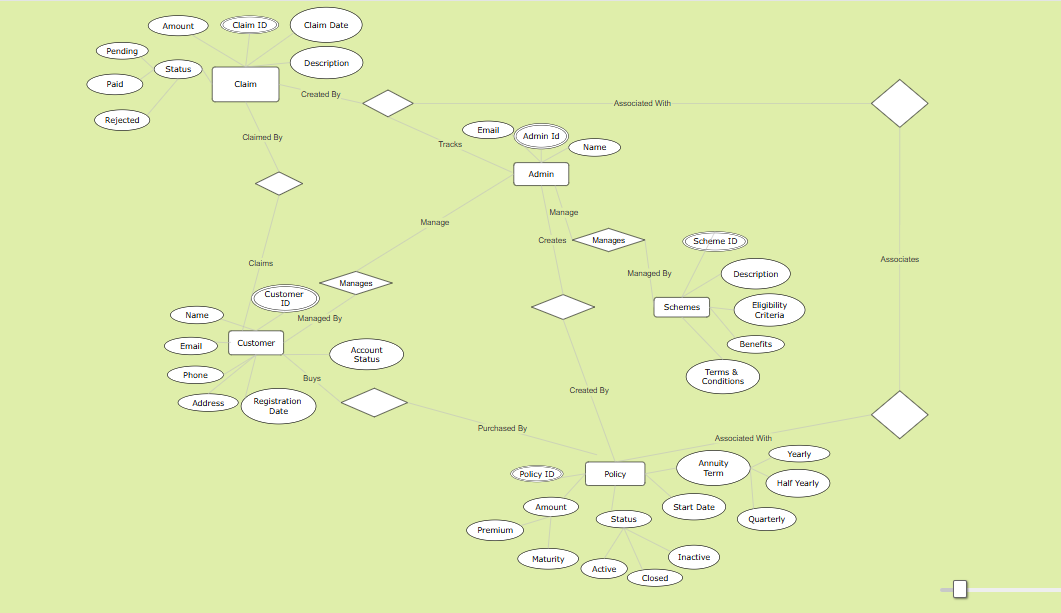 Amount
Claim ID
Claim Date
Pending
Status
Description
Paid
Claim
Created By
Associated With
Rejected
Claimed By
Email
Admin Id
Name
Tracks
Admin
Manage
Manage
Creates
Manages
Scheme ID
Claims
Managed By
Description
Associates
Manages
Customer
ID
Name
Managed By
Schemes
Eligibility
Criteria
Email
Customer
Account
Status
Benefits
Phone
Buys
Terms &
Conditions
Address
Registration
Date
Created By
Purchased By
Associated With
Policy ID
Policy
Annuity
Term
Yearly
Half Yearly
Amount
Start Date
Status
Quarterly
Premium
Maturity
Active
Closed
Inactive